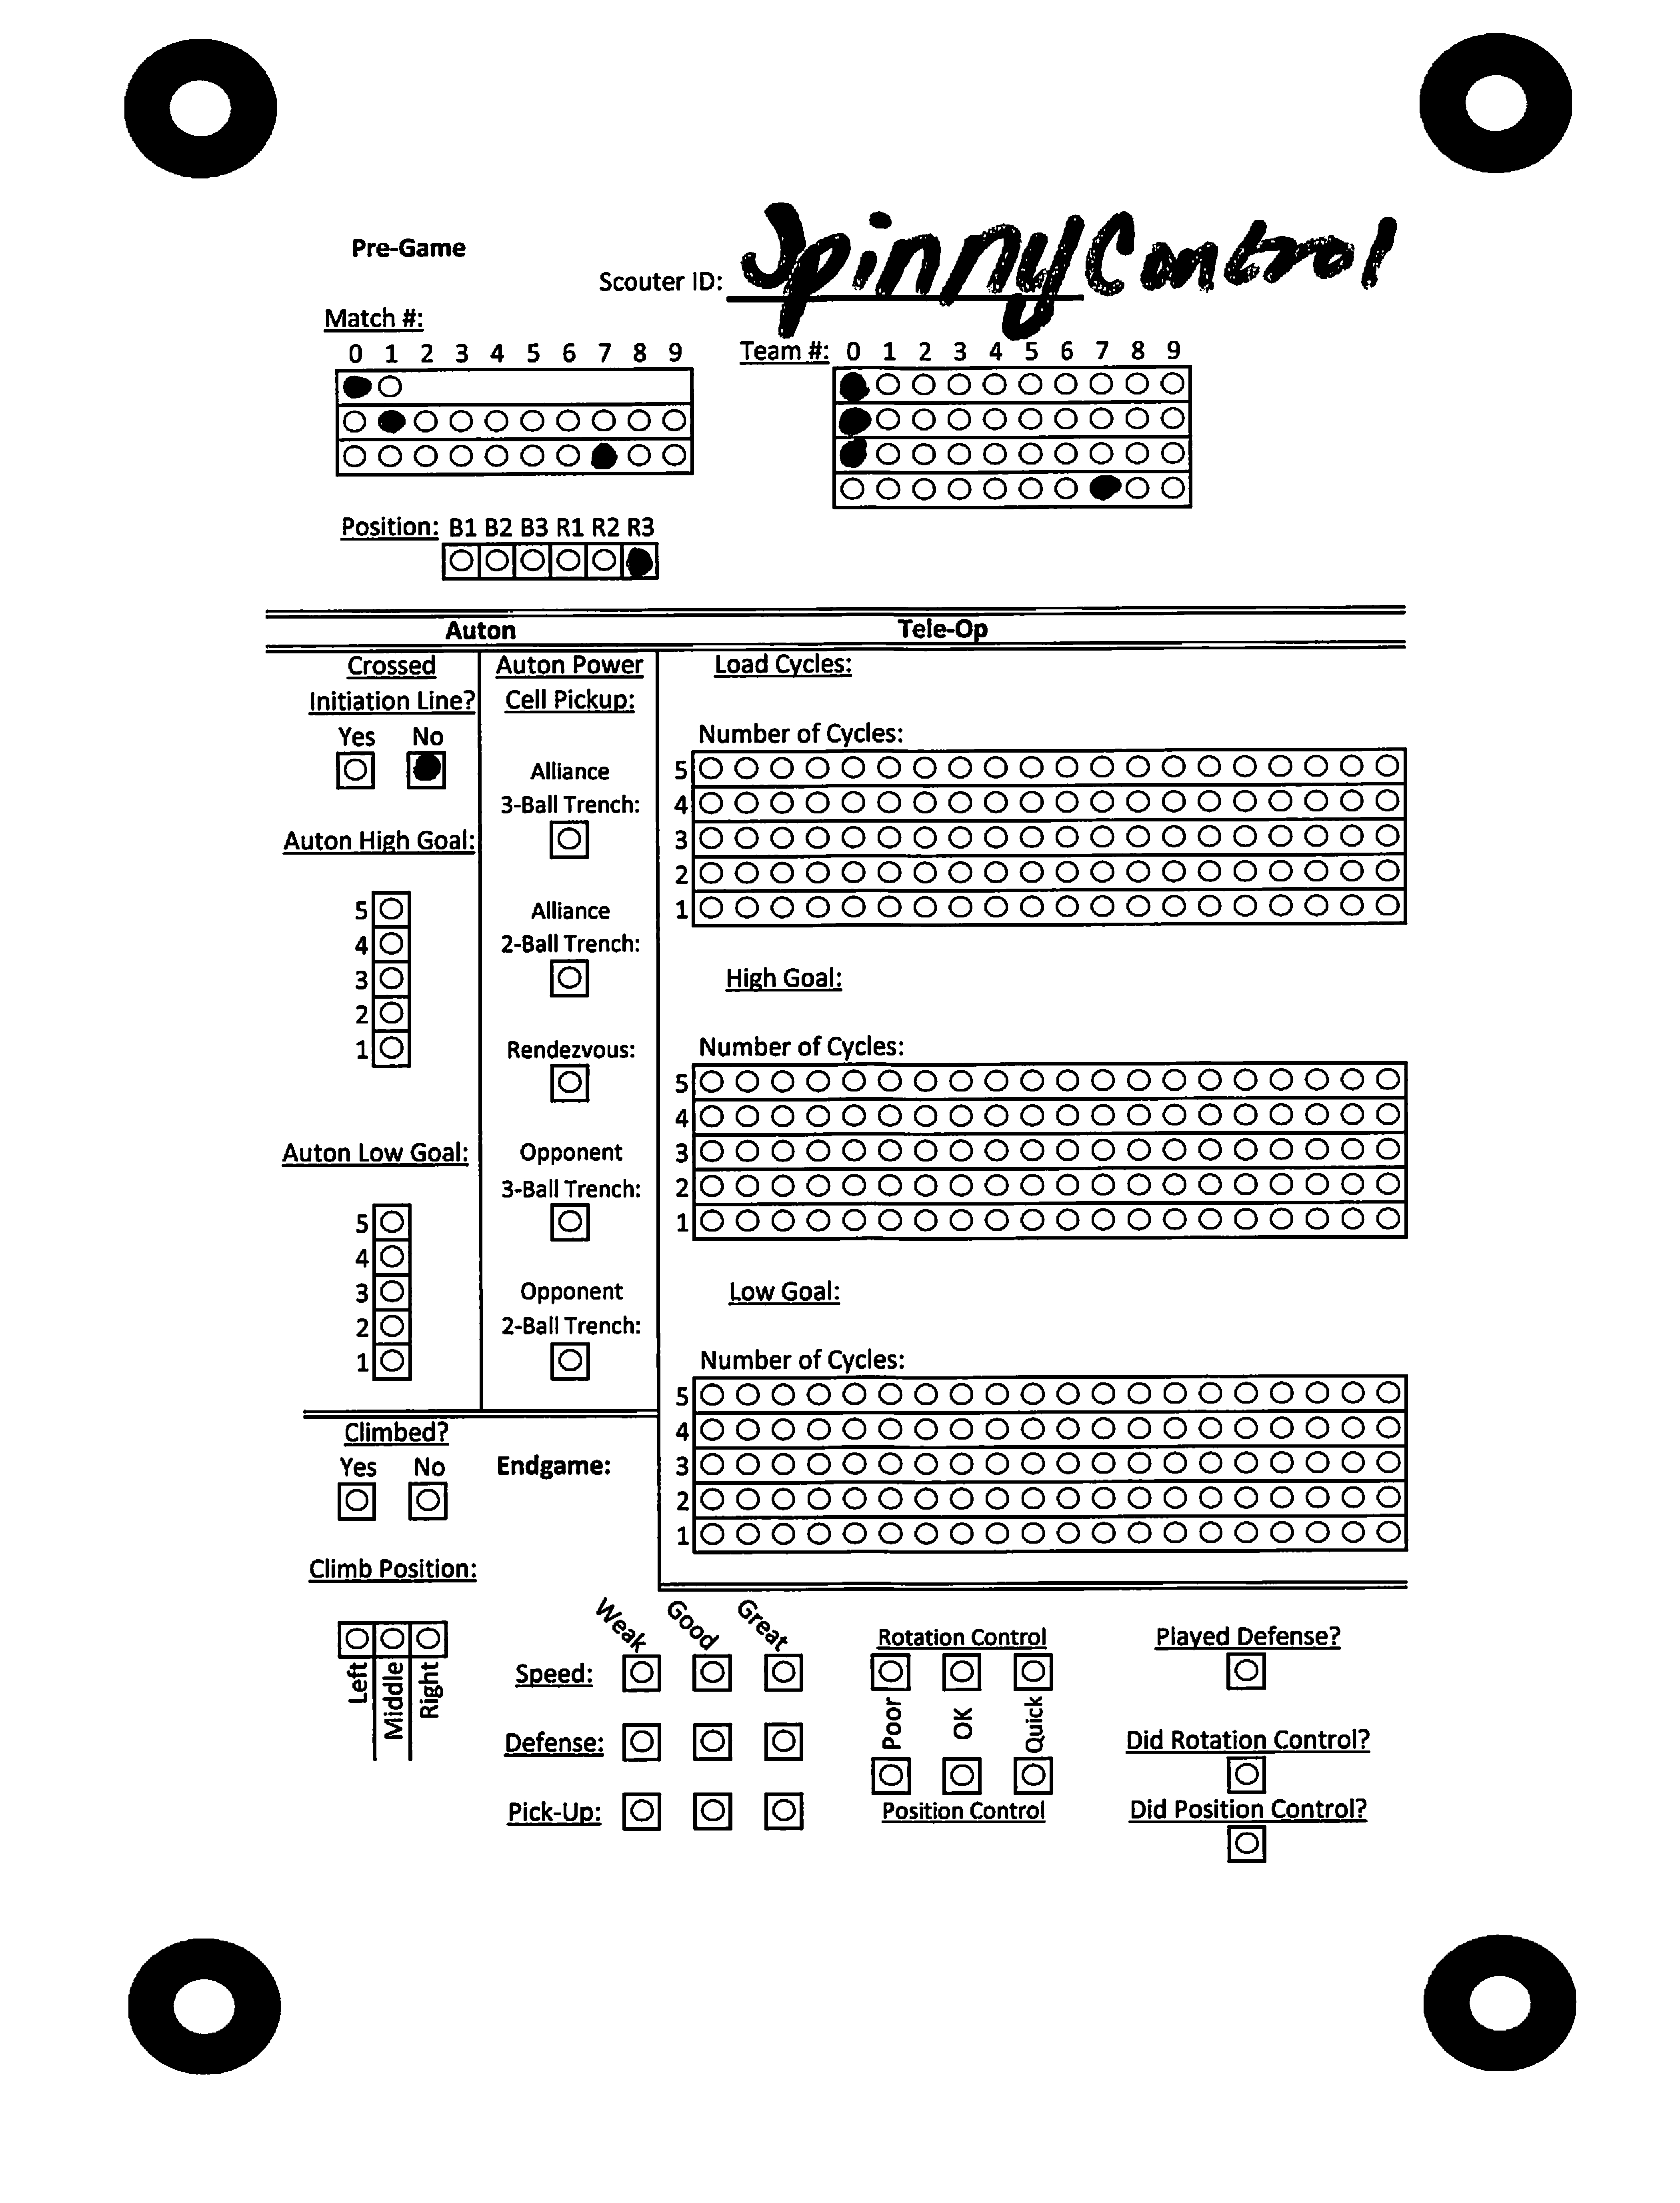 Pre-Game
Scouter ID: Spinny Control
Match #:
0 1 2 3 4 5 6 7 8 9
Team #: 0 1 2 3 4 5 6 7 8 9
Position: B1 B2 B3 R1 R2 R3
Auton
Tele-Op
Crossed
Initiation Line?
Yes No
Auton High Goal:
5
4
3
2
1
Auton Low Goal:
5
4
3
2
1
Auton Power
Cell Pickup:
Alliance
3-Ball Trench:
Alliance
2-Ball Trench:
Rendezvous:
Opponent
3-Ball Trench:
Opponent
2-Ball Trench:
Load Cycles:
Number of Cycles:
5
4
3
2
1
High Goal:
Number of Cycles:
5
4
3
2
1
Low Goal:
Number of Cycles:
5
4
3
2
1
Climbed?
Yes No
Endgame:
Climb Position:
Left
Middle
Right
Weak
Good
Great
Speed:
Defense:
Pick-Up:
Rotation Control
Poor
OK
Quick
Position Control
Played Defense?
Did Rotation Control?
Did Position Control?